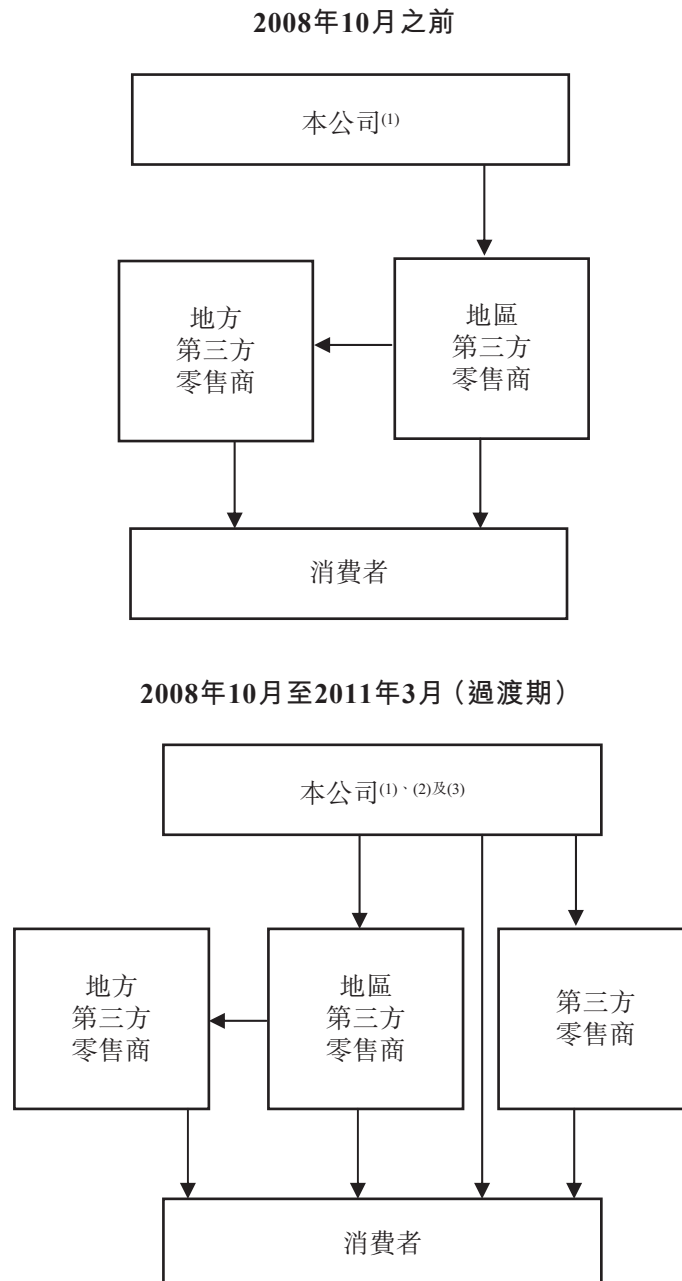 2008年10月之前
本公司(1)
地方
第三方
零售商
地區
第三方
零售商
消費者
2008年10月至2011年3月（過渡期）
本公司(1)、(2)及(3)
地方
第三方
零售商
地區
第三方
零售商
第三方
零售商
消費者